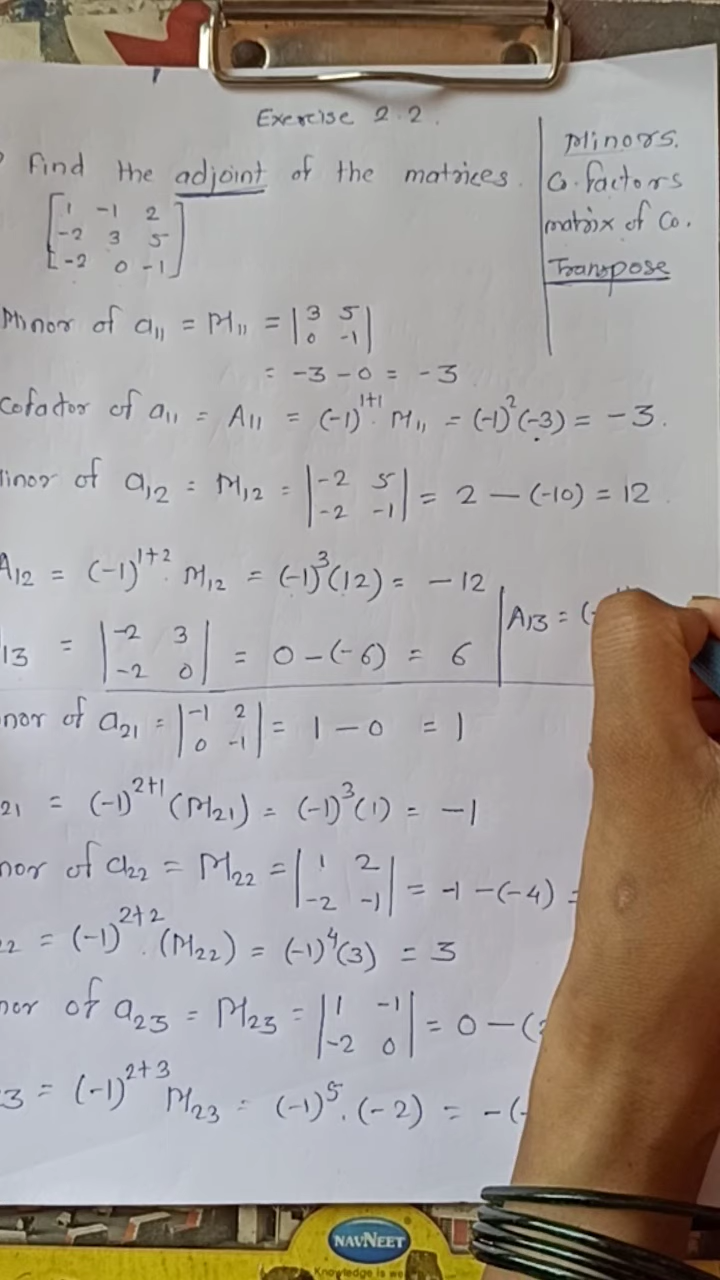 Exercise 2.2.
Find the adjoint of the matrices.
[1 -1 2
-2 3 5
-2 0 -1]
Minors.
Co.factors
matrix of Co.
Transpose
Minor of a₁₁ = M₁₁ = |3 5
0 -1|
= -3 - 0 = -3
Cofactor of a₁₁ = A₁₁ = (-1)¹⁺¹. M₁₁ = (-1)²(-3) = -3.
inor of a₁₂ = M₁₂ = |-2 5
-2 -1| = 2 - (-10) = 12
A₁₂ = (-1)¹⁺². M₁₂ = (-1)³(12) = -12
13 = |-2 3
-2 0| = 0 - (-6) = 6
A₁₃ = (-
nor of a₂₁ = |-1 2
0 -1| = 1 - 0 = 1
21 = (-1)²⁺¹ (M₂₁) = (-1)³(1) = -1
nor of a₂₂ = M₂₂ = |1 2
-2 -1| = -1 - (-4) =
22 = (-1)²⁺². (M₂₂) = (-1)⁴(3) = 3
nor of a₂₃ = M₂₃ = |1 -1
-2 0| = 0 - (
3 = (-1)²⁺³ M₂₃ = (-1)⁵. (-2) = -(-
NAVNEET
Knowledge is